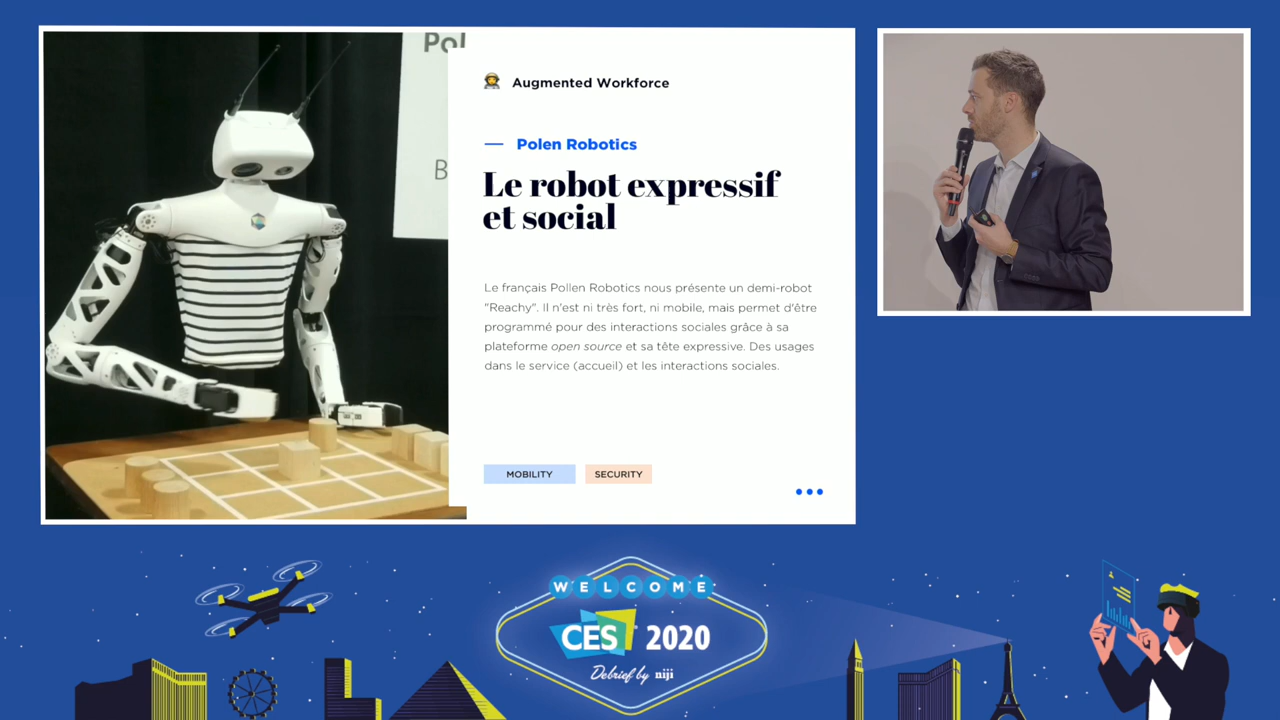 Pol
B
Augmented Workforce
Polen Robotics
Le robot expressif
et social
Le français Pollen Robotics nous présente un demi-robot
"Reachy". Il n'est ni très fort, ni mobile, mais permet d'être
programmé pour des interactions sociales grâce à sa
plateforme open source et sa tête expressive. Des usages
dans le service (accueil) et les interactions sociales.
MOBILITY
SECURITY
WELCOME
CES 2020
Debrief by niji